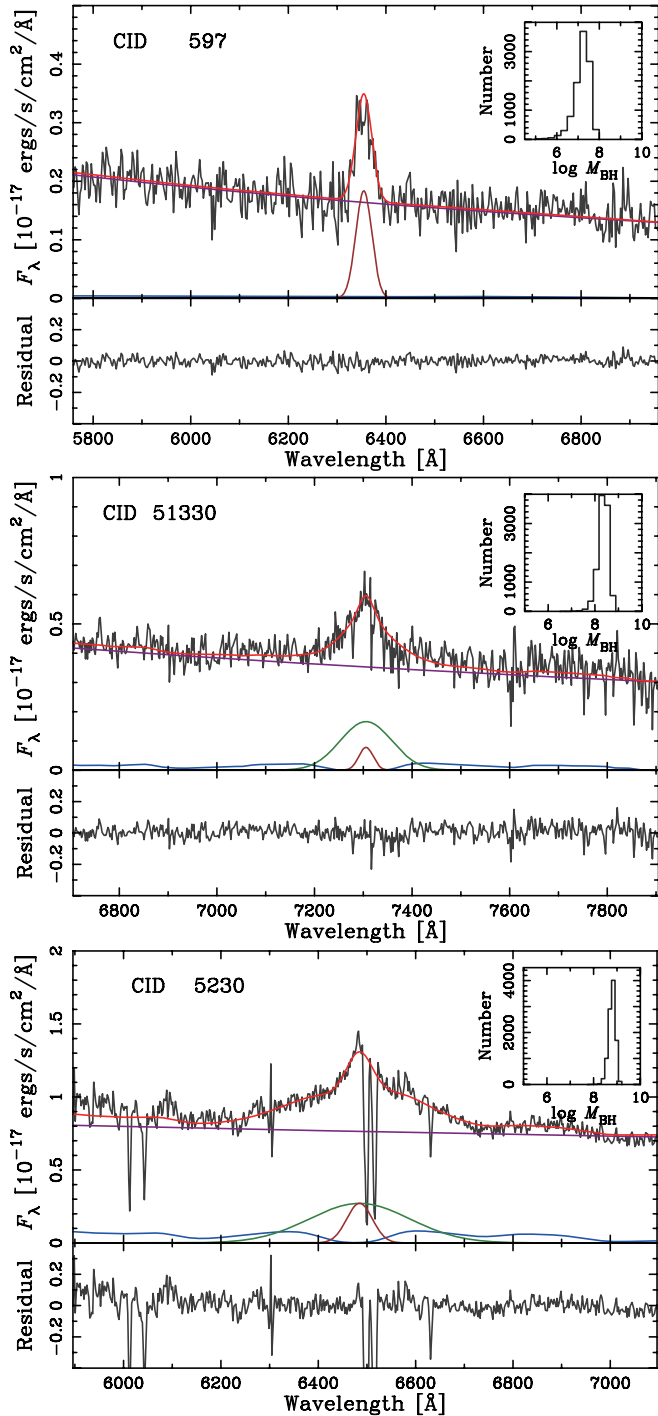 CID 597
F_λ [10^−17 ergs/s/cm^2/Å]
0 0.1 0.2 0.3 0.4
Number
1000 3000
6 8 10
log M_BH
Residual
−0.2 0 0.2
5800 6000 6200 6400 6600 6800
Wavelength [Å]
CID 51330
F_λ [10^−17 ergs/s/cm^2/Å]
0 0.5 1
Number
0 1000 3000
6 8 10
log M_BH
Residual
−0.2 0 0.2
6800 7000 7200 7400 7600 7800
Wavelength [Å]
CID 5230
F_λ [10^−17 ergs/s/cm^2/Å]
0 0.5 1 1.5 2
Number
0 2000 4000
6 8 10
log M_BH
Residual
−0.2 0 0.2
6000 6200 6400 6600 6800 7000
Wavelength [Å]